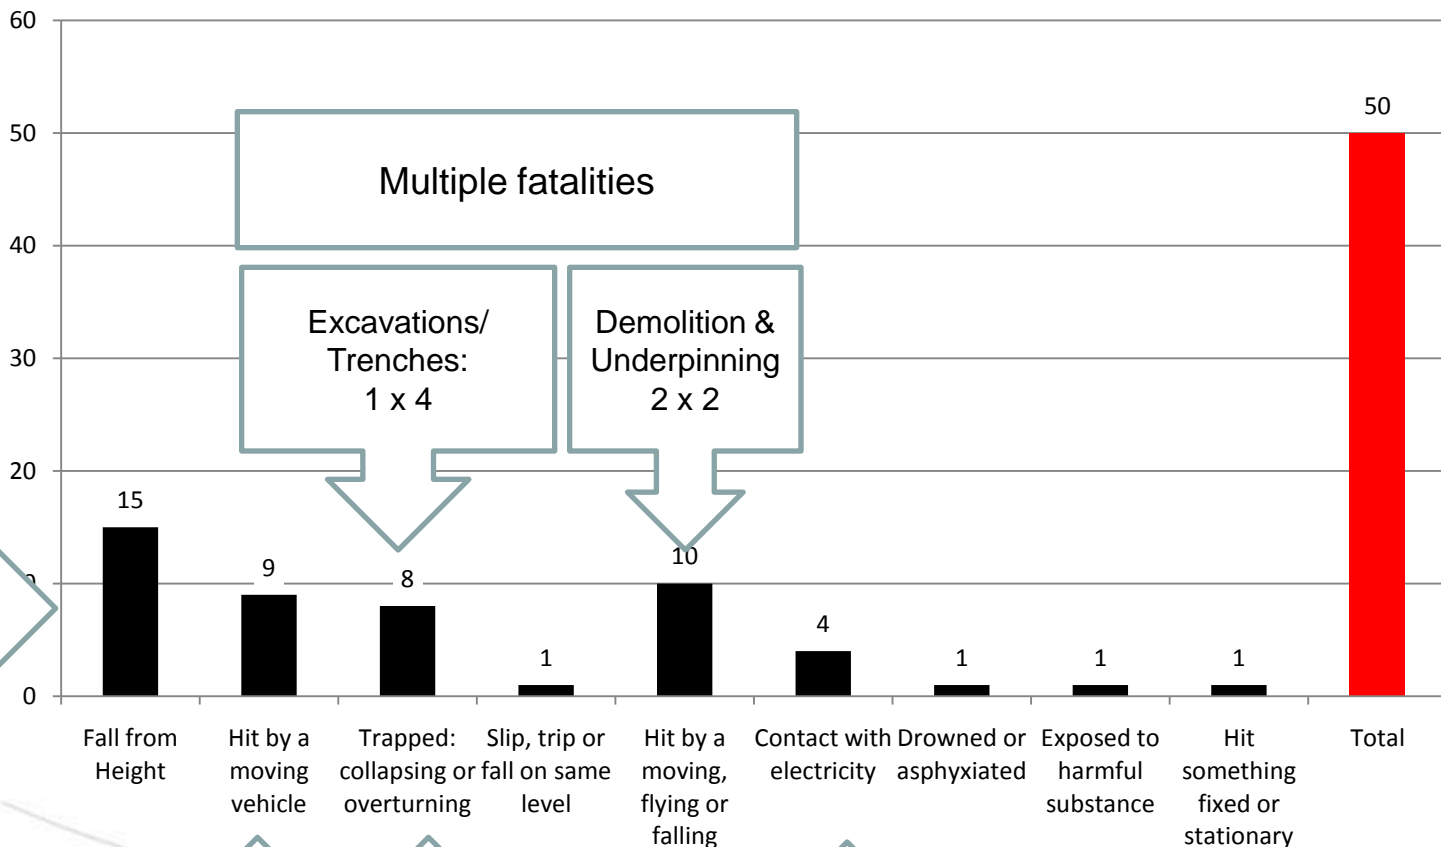 60
50
40
30
20
0
Multiple fatalities
Excavations/
Trenches:
1 x 4
Demolition &
Underpinning
2 x 2
15
9
8
1
10
4
1
1
1
50
Fall from
Height
Hit by a
moving
vehicle
Trapped:
collapsing or
overturning
Slip, trip or
fall on same
level
Hit by a
moving,
flying or
falling
Contact with
electricity
Drowned or
asphyxiated
Exposed to
harmful
substance
Hit
something
fixed or
stationary
Total